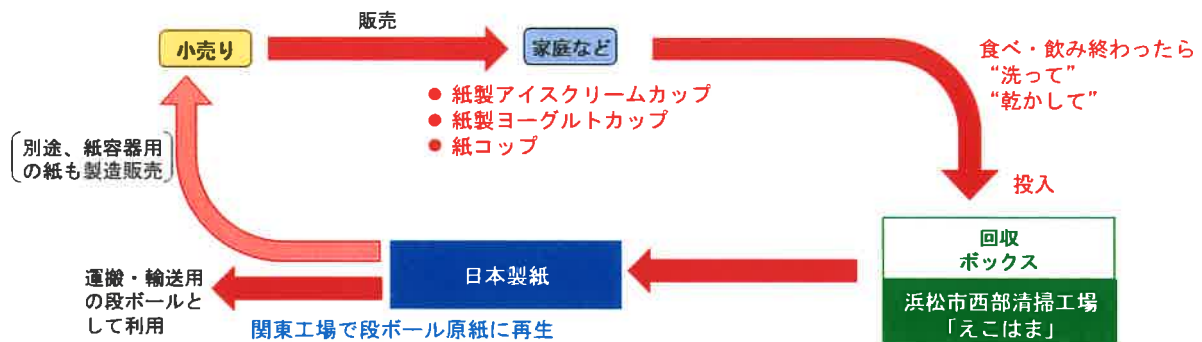 販売
小売り
家庭など
食べ・飲み終わったら
“洗って”
“乾かして”
● 紙製アイスクリームカップ
● 紙製ヨーグルトカップ
● 紙コップ
別途、紙容器用
の紙も製造販売
投入
回収
ボックス
日本製紙
浜松市西部清掃工場
「えこはま」
運搬・輸送用
の段ボールと
して利用
関東工場で段ボール原紙に再生